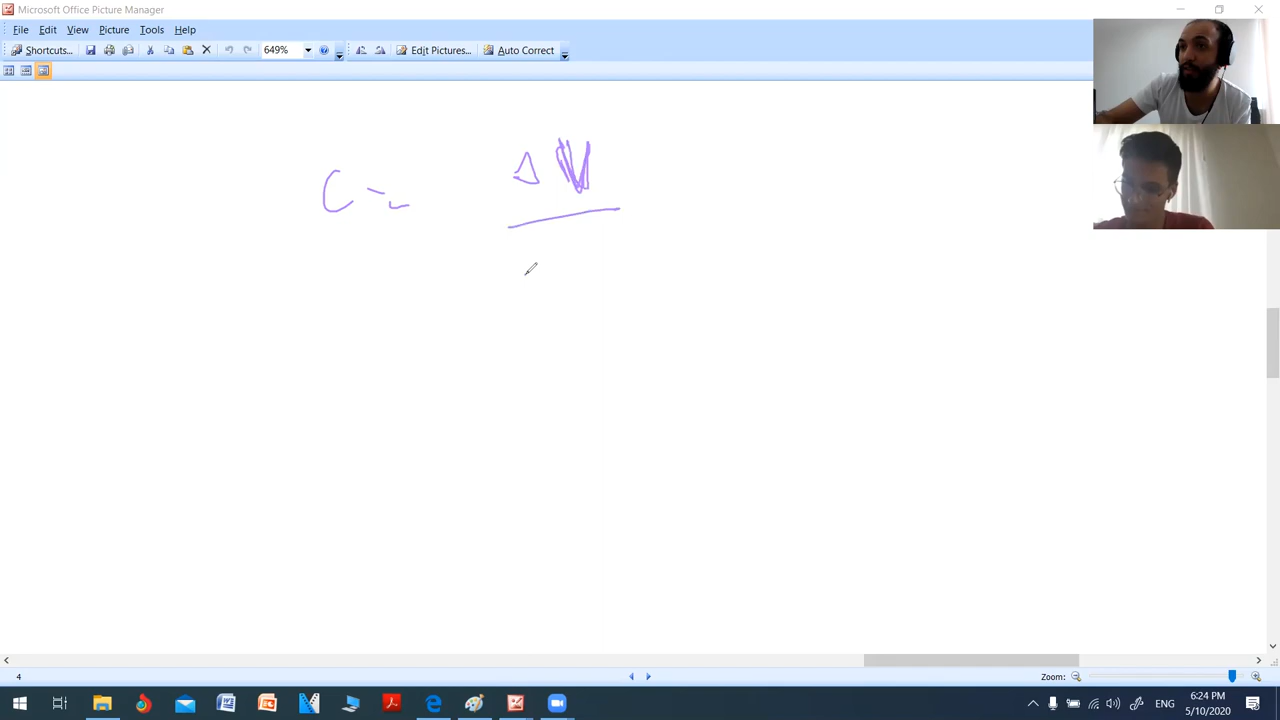 Microsoft Office Picture Manager
File Edit View Picture Tools Help
Shortcuts... 649% Edit Pictures... Auto Correct
C = ΔV
4 Zoom:
ENG 6:24 PM
5/10/2020